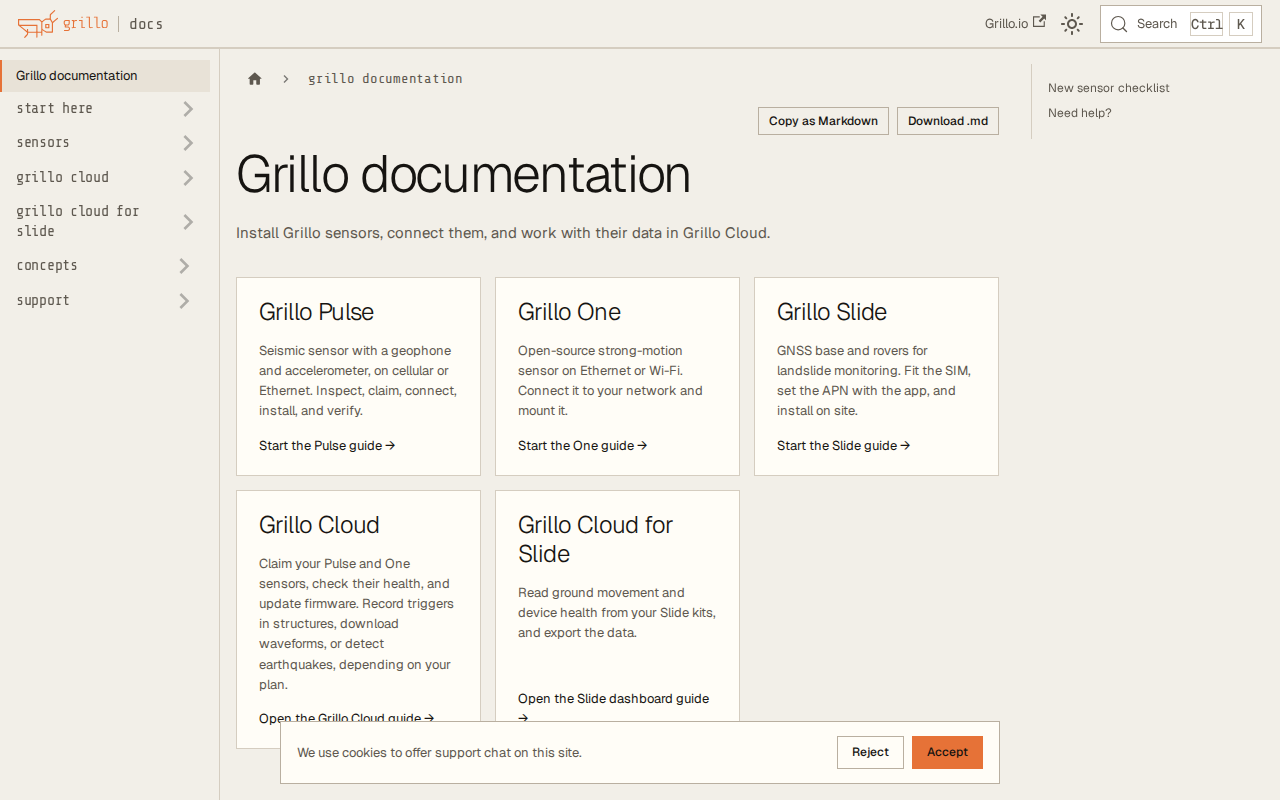 grillo docs
Grillo.io
Search Ctrl K
Grillo documentation
start here
sensors
grillo cloud
grillo cloud for
slide
concepts
support
grillo documentation
Copy as Markdown Download .md
Grillo documentation
Install Grillo sensors, connect them, and work with their data in Grillo Cloud.
Grillo Pulse
Seismic sensor with a geophone
and accelerometer, on cellular or
Ethernet. Inspect, claim, connect,
install, and verify.
Start the Pulse guide →
Grillo One
Open-source strong-motion
sensor on Ethernet or Wi-Fi.
Connect it to your network and
mount it.
Start the One guide →
Grillo Slide
GNSS base and rovers for
landslide monitoring. Fit the SIM,
set the APN with the app, and
install on site.
Start the Slide guide →
Grillo Cloud
Claim your Pulse and One
sensors, check their health, and
update firmware. Record triggers
in structures, download
waveforms, or detect
earthquakes, depending on your
plan.
Open the Grillo Cloud guide →
Grillo Cloud for
Slide
Read ground movement and
device health from your Slide kits,
and export the data.
Open the Slide dashboard guide
→
New sensor checklist
Need help?
We use cookies to offer support chat on this site.
Reject Accept